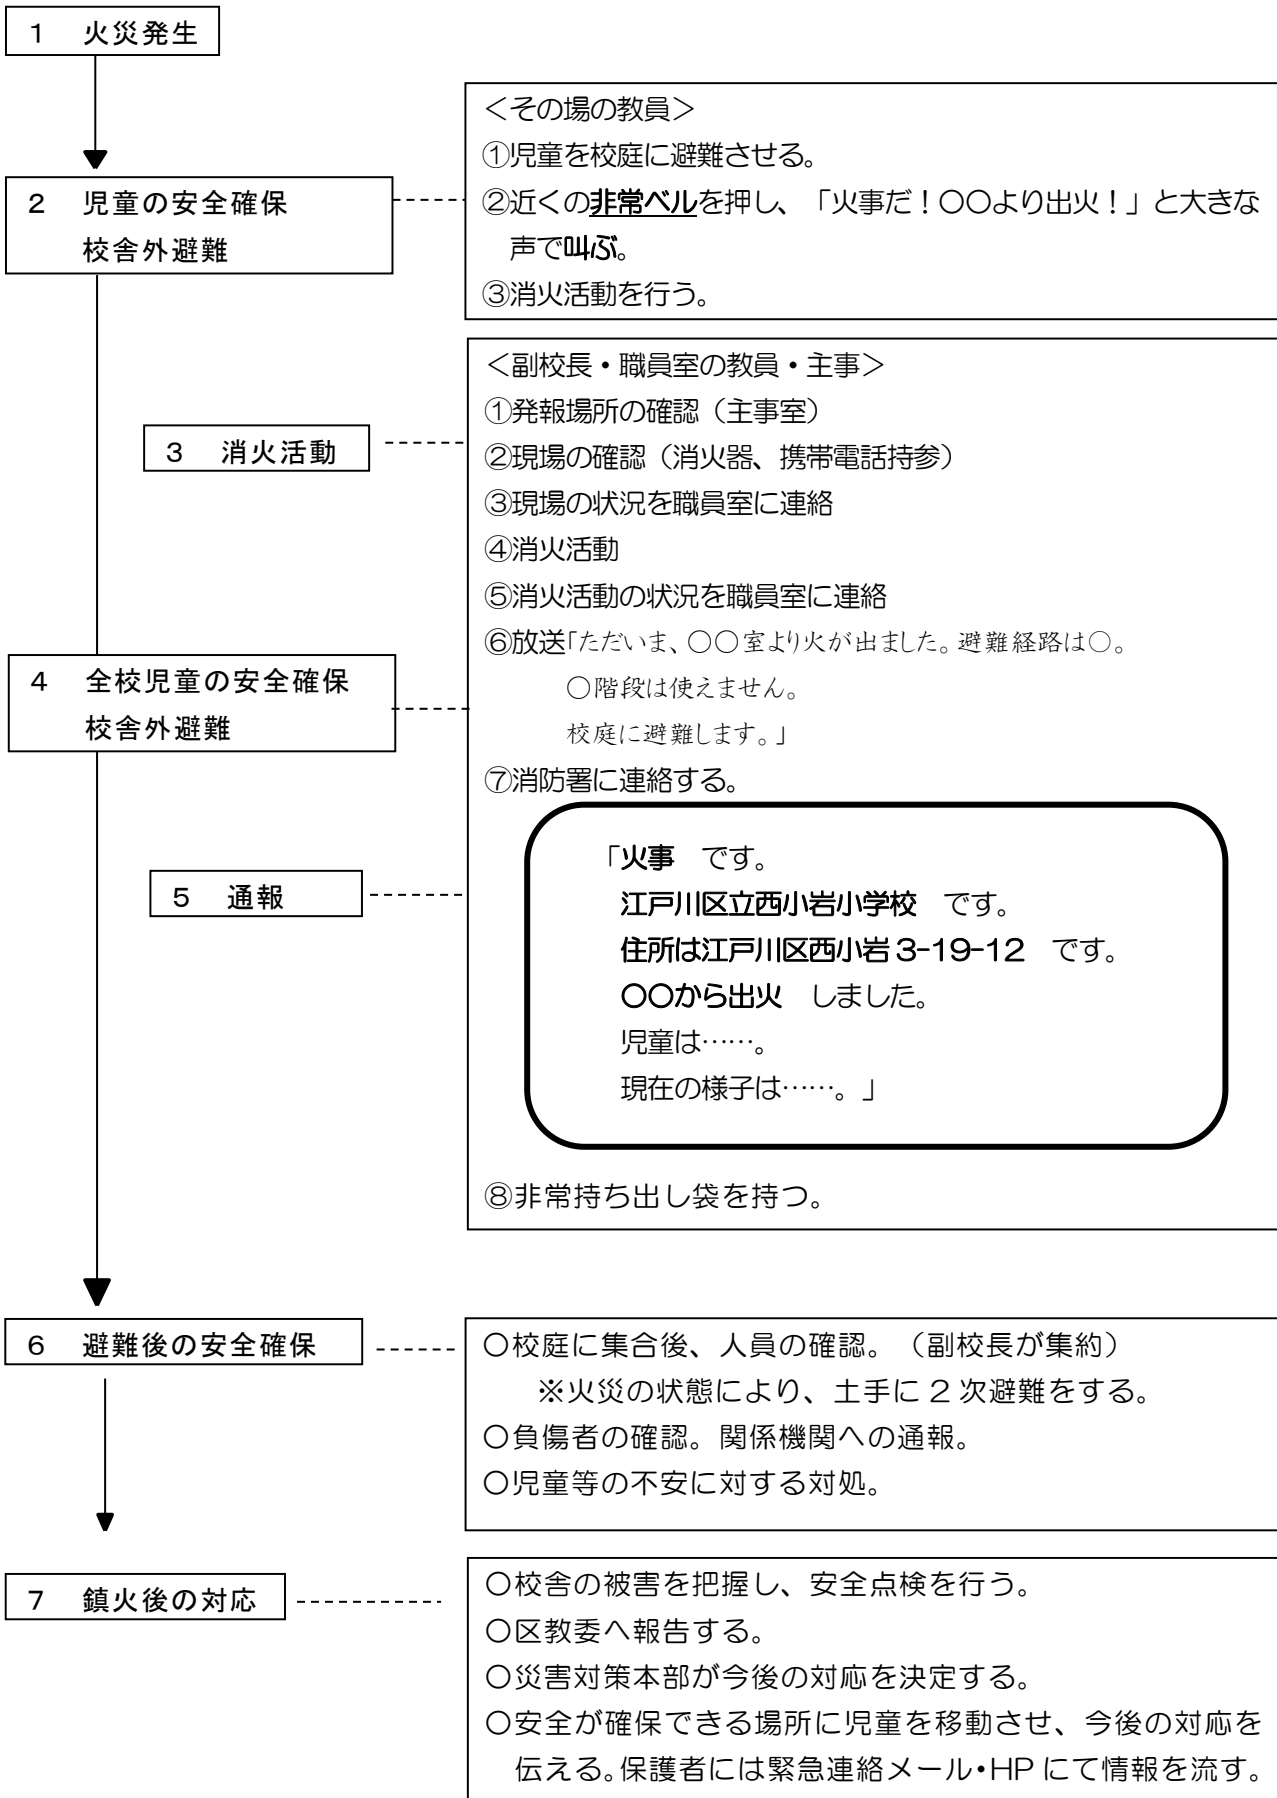 1　火災発生
＜その場の教員＞
①児童を校庭に避難させる。
2　児童の安全確保
校舎外避難
②近くの非常ベルを押し、「火事だ！〇〇より出火！」と大きな
声で叫ぶ。
③消火活動を行う。
＜副校長・職員室の教員・主事＞
①発報場所の確認（主事室）
3　消火活動
②現場の確認（消火器、携帯電話持参）
③現場の状況を職員室に連絡
④消火活動
⑤消火活動の状況を職員室に連絡
4　全校児童の安全確保
校舎外避難
⑥放送「ただいま、〇〇室より火が出ました。避難経路は〇。
〇階段は使えません。
校庭に避難します。」
⑦消防署に連絡する。
5　通報
「火事　です。
江戸川区立西小岩小学校　です。
住所は江戸川区西小岩 3-19-12　です。
〇〇から出火　しました。
児童は……。
現在の様子は……。」
⑧非常持ち出し袋を持つ。
6　避難後の安全確保
〇校庭に集合後、人員の確認。（副校長が集約）
※火災の状態により、土手に 2 次避難をする。
〇負傷者の確認。関係機関への通報。
〇児童等の不安に対する対処。
7　鎮火後の対応
〇校舎の被害を把握し、安全点検を行う。
〇区教委へ報告する。
〇災害対策本部が今後の対応を決定する。
〇安全が確保できる場所に児童を移動させ、今後の対応を
伝える。保護者には緊急連絡メール・HP にて情報を流す。